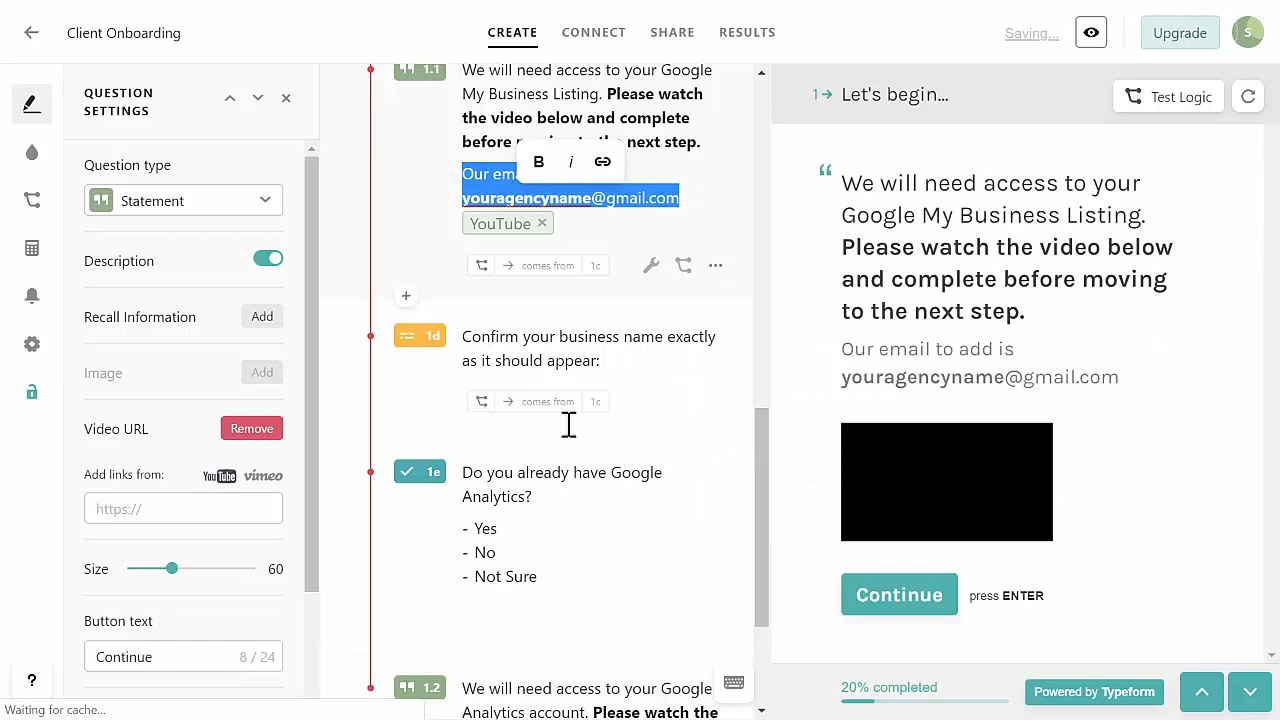 Client Onboarding
CREATE
CONNECT
SHARE
RESULTS
Saving...
Upgrade
S
QUESTION
SETTINGS
Question type
Statement
Description
Recall Information
Add
Image
Add
Video URL
Remove
Add links from:
YouTube
vimeo
https://
Size
60
Button text
Continue
8 / 24
?
Waiting for cache...
1.1
We will need access to your Google
My Business Listing. Please watch
the video below and complete
before next step.
B i
Our
youragencyname@gmail.com
YouTube
comes from
1c
1d
Confirm your business name exactly
as it should appear:
comes from
1c
1e
Do you already have Google
Analytics?
- Yes
- No
- Not Sure
1.2
We will need access to your Google
Analytics account. Please watch the
1
Let's begin...
Test Logic
“
We will need access to your
Google My Business Listing.
Please watch the video below
and complete before moving
to the next step.
Our email to add is
youragencyname@gmail.com
Continue
press ENTER
20% completed
Powered by Typeform